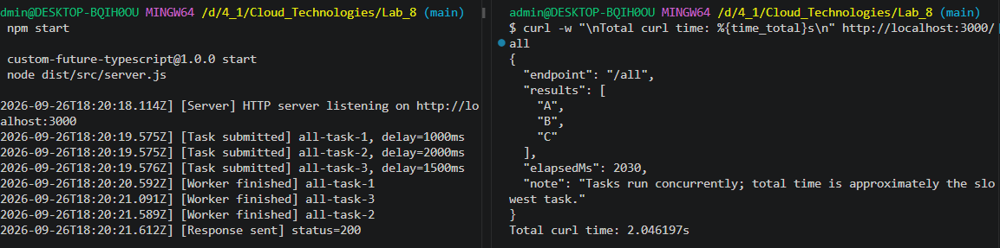 dmin@DESKTOP-BQIH0OU MINGW64 /d/4_1/Cloud_Technologies/Lab_8 (main)
npm start
custom-future-typescript@1.0.0 start
node dist/src/server.js
2026-09-26T18:20:18.114Z] [Server] HTTP server listening on http://lo
alhost:3000
2026-09-26T18:20:19.575Z] [Task submitted] all-task-1, delay=1000ms
2026-09-26T18:20:19.575Z] [Task submitted] all-task-2, delay=2000ms
2026-09-26T18:20:19.576Z] [Task submitted] all-task-3, delay=1500ms
2026-09-26T18:20:20.592Z] [Worker finished] all-task-1
2026-09-26T18:20:21.091Z] [Worker finished] all-task-3
2026-09-26T18:20:21.589Z] [Worker finished] all-task-2
2026-09-26T18:20:21.612Z] [Response sent] status=200
admin@DESKTOP-BQIH0OU MINGW64 /d/4_1/Cloud_Technologies/Lab_8 (main)
$ curl -w "\nTotal curl time: %{time_total}s\n" http://localhost:3000/
all
{
  "endpoint": "/all",
  "results": [
    "A",
    "B",
    "C"
  ],
  "elapsedMs": 2030,
  "note": "Tasks run concurrently; total time is approximately the slo
west task."
}
Total curl time: 2.046197s